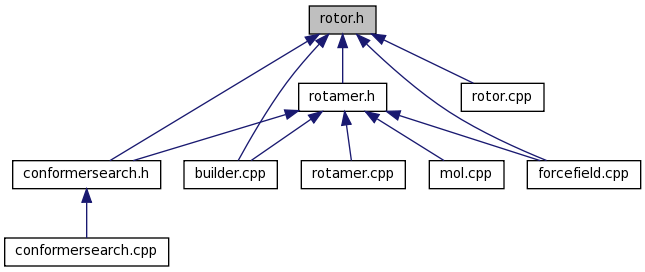 rotor.h
rotamer.h
rotor.cpp
conformersearch.h
builder.cpp
rotamer.cpp
mol.cpp
forcefield.cpp
conformersearch.cpp